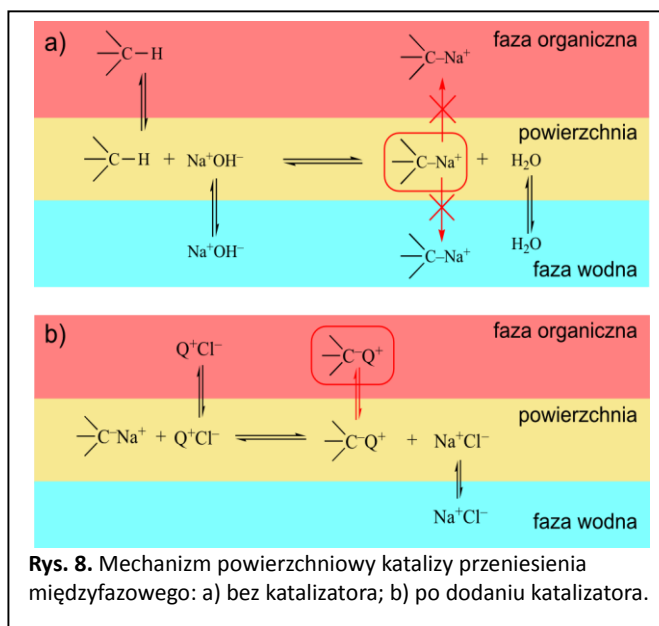 a)
faza organiczna
C–H
C–Na⁺
powierzchnia
C–H + Na⁺OH⁻ C–Na⁺ + H₂O
Na⁺OH⁻
C–Na⁺
H₂O
faza wodna
b)
faza organiczna
Q⁺Cl⁻
C⁻Q⁺
powierzchnia
C⁻Na⁺ + Q⁺Cl⁻ C⁻Q⁺ + Na⁺Cl⁻
Na⁺Cl⁻
faza wodna
Rys. 8. Mechanizm powierzchniowy katalizy przeniesienia
międzyfazowego: a) bez katalizatora; b) po dodaniu katalizatora.